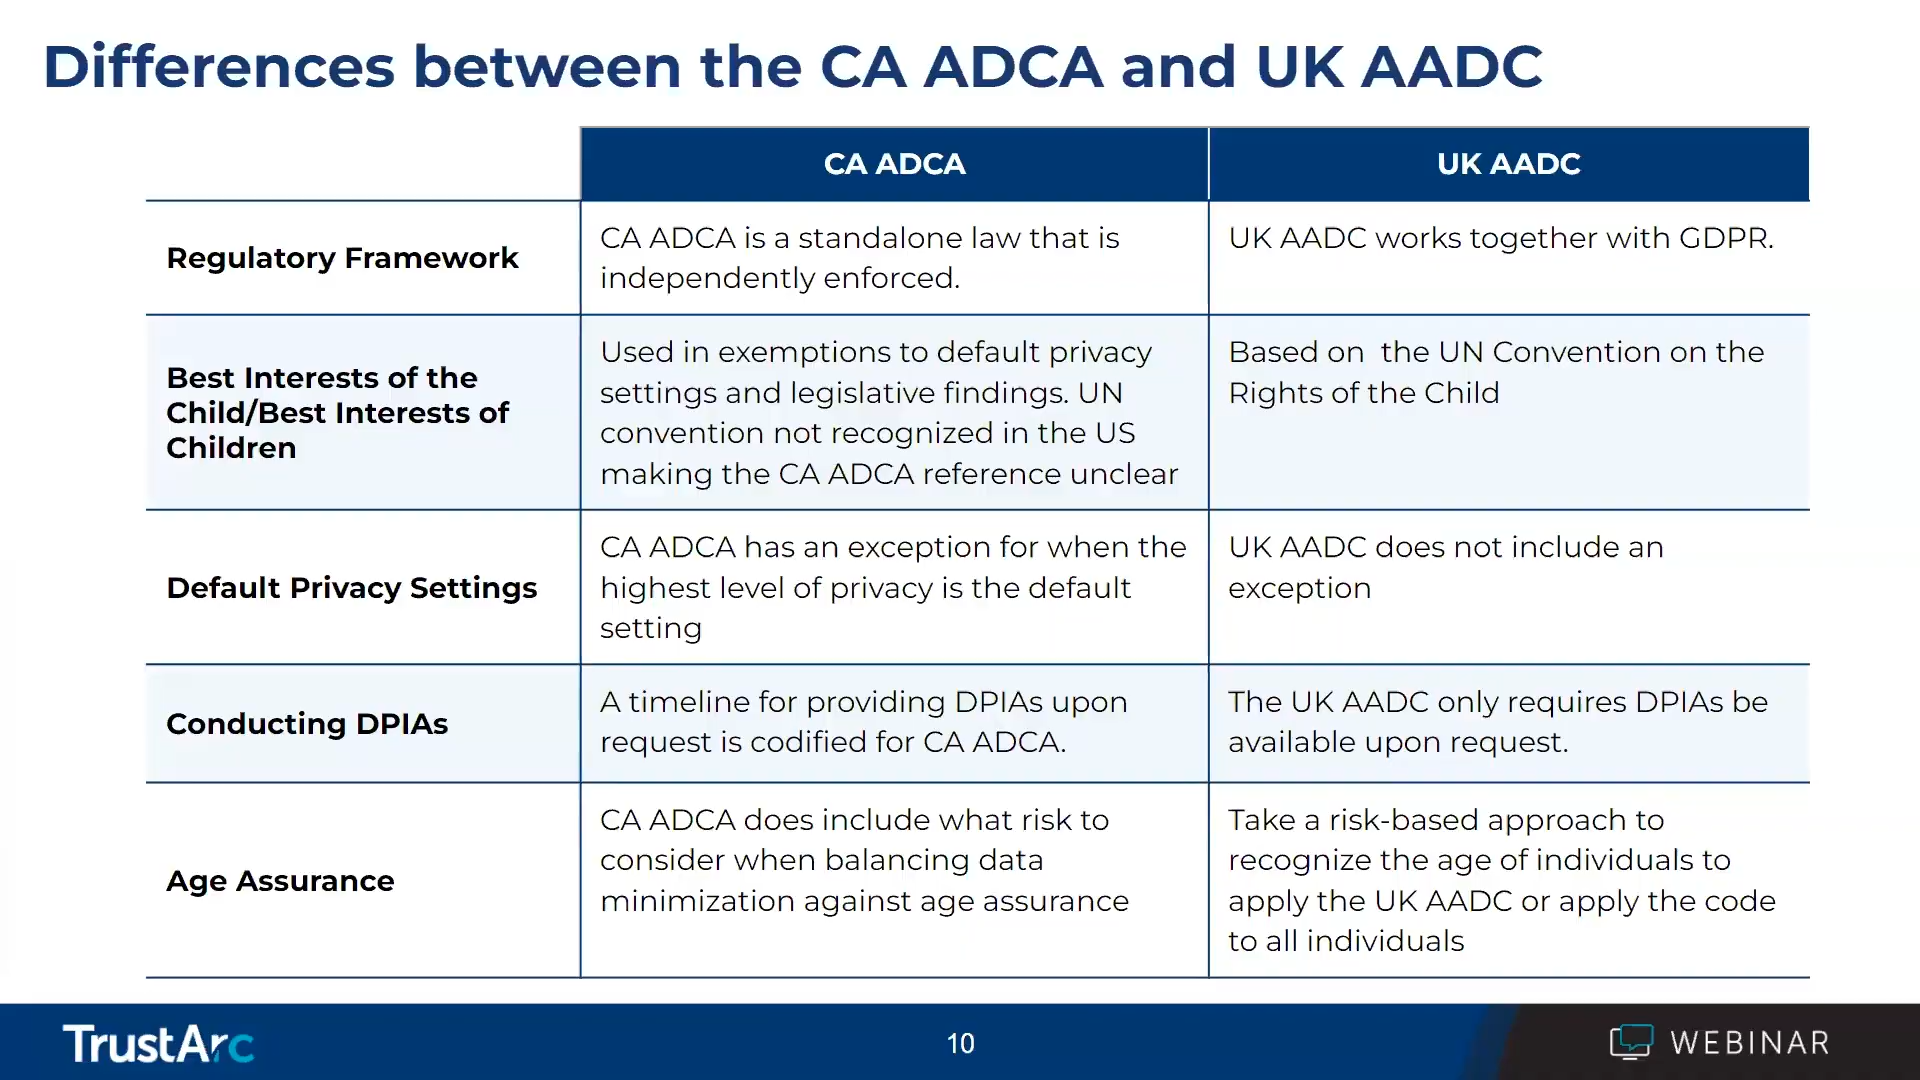 Differences between the CA ADCA and UK AADC
CA ADCA
UK AADC
Regulatory Framework
CA ADCA is a standalone law that is
independently enforced.
UK AADC works together with GDPR.
Best Interests of the
Child/Best Interests of
Children
Used in exemptions to default privacy
settings and legislative findings. UN
convention not recognized in the US
making the CA ADCA reference unclear
Based on the UN Convention on the
Rights of the Child
Default Privacy Settings
CA ADCA has an exception for when the
highest level of privacy is the default
setting
UK AADC does not include an
exception
Conducting DPIAs
A timeline for providing DPIAs upon
request is codified for CA ADCA.
The UK AADC only requires DPIAs be
available upon request.
Age Assurance
CA ADCA does include what risk to
consider when balancing data
minimization against age assurance
Take a risk-based approach to
recognize the age of individuals to
apply the UK AADC or apply the code
to all individuals
TrustArc
10
WEBINAR